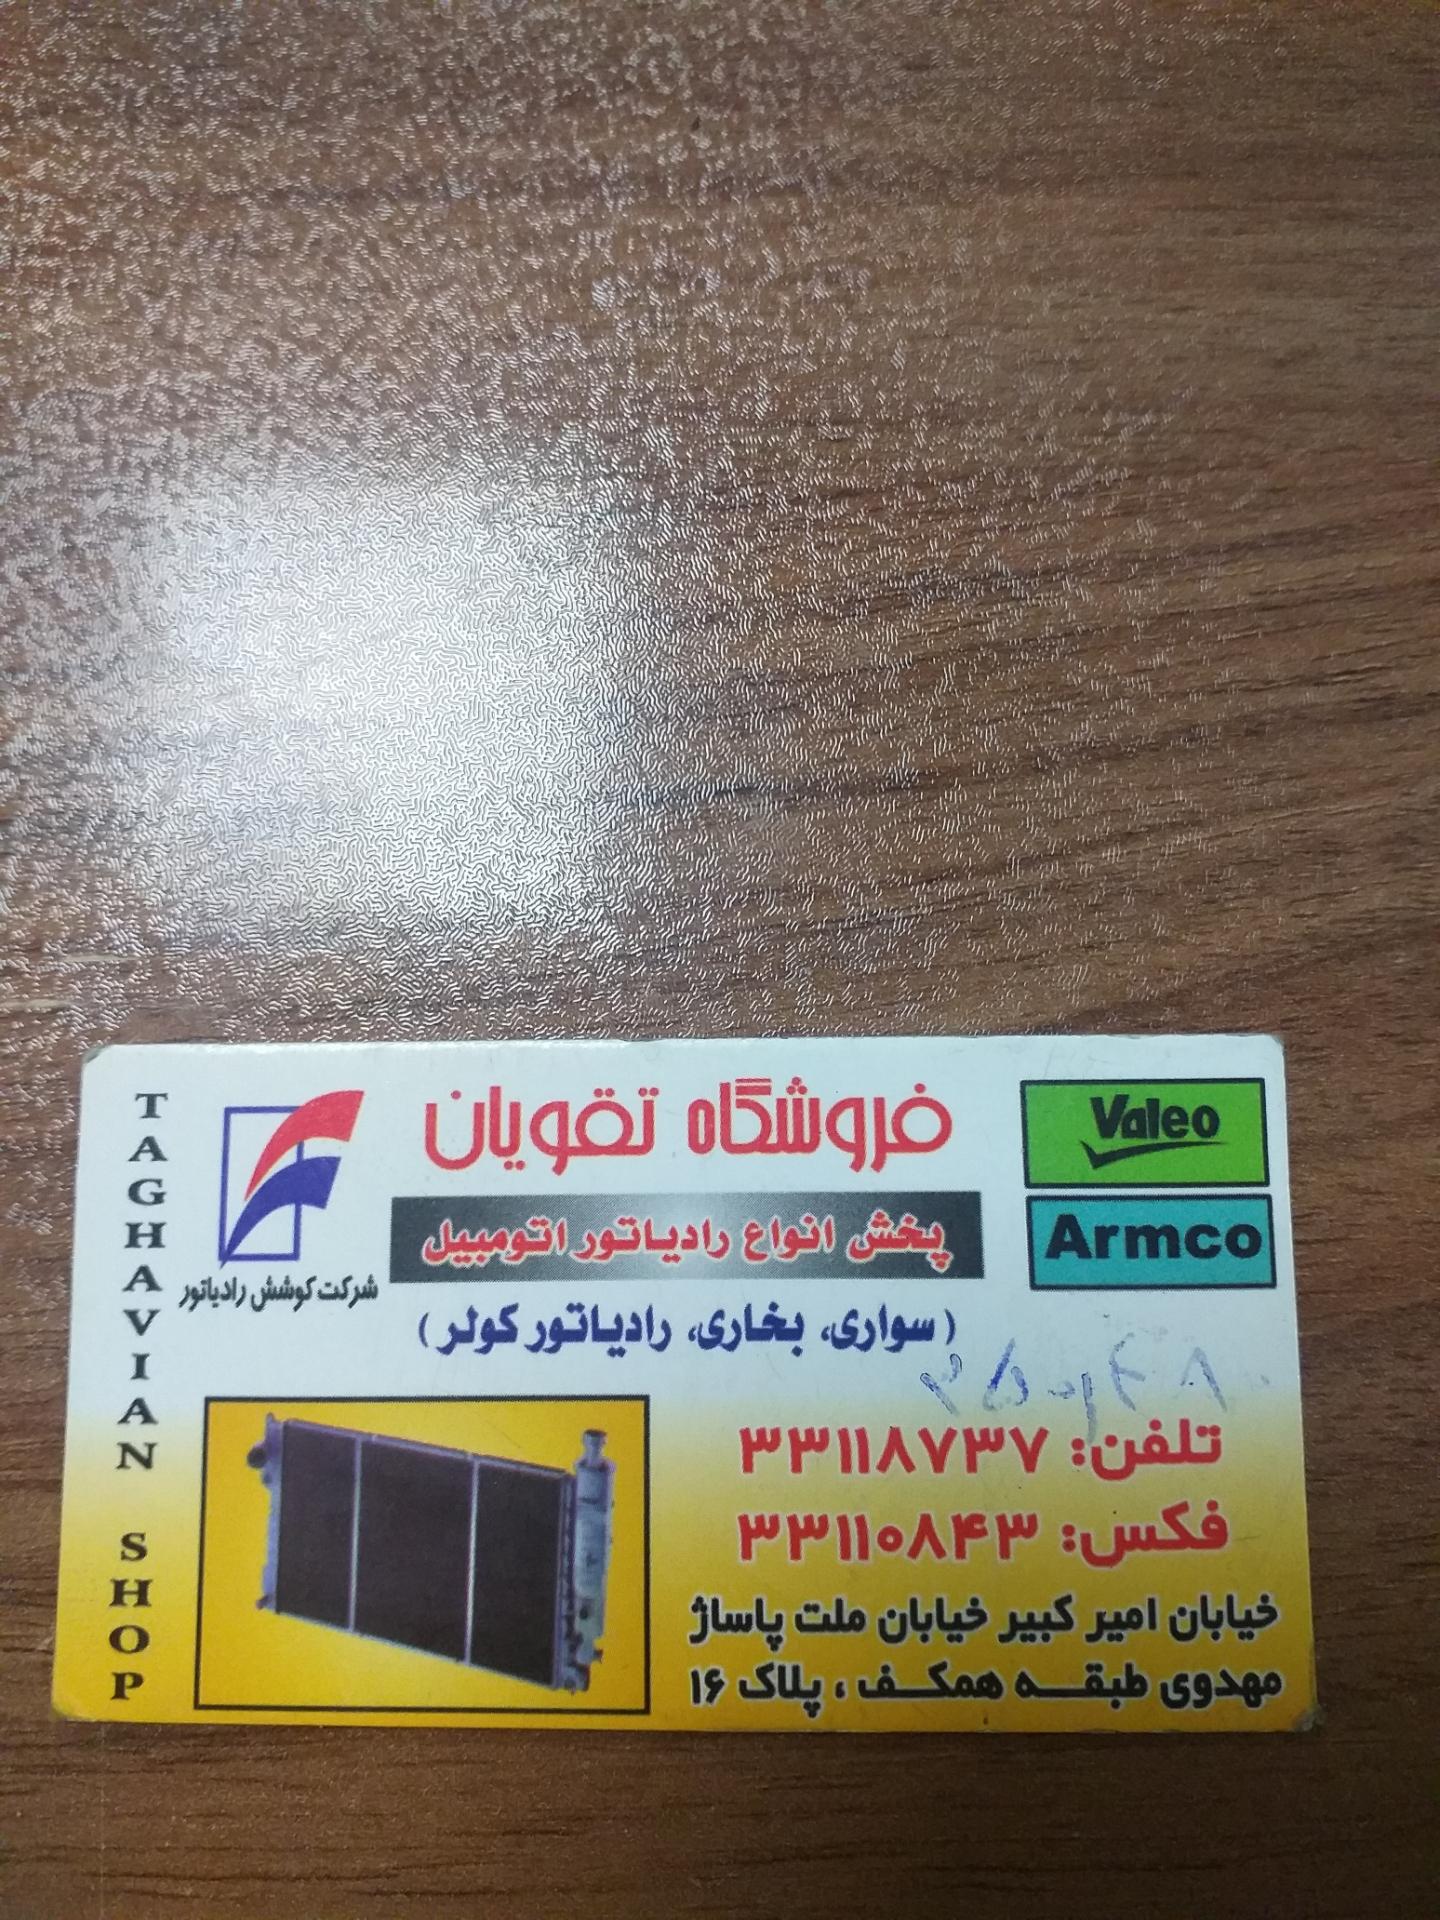 فروشگاه تقویان
پخش انواع رادیاتور اتومبیل
(سواری، بخاری، رادیاتور کولر)
Valeo
Armco
شرکت کوشش رادیاتور
TAGHAVIAN SHOP
تلفن: ۳۳۱۱۸۷۳۷
فکس: ۳۳۱۱۰۸۴۳
خیابان امیر کبیر خیابان ملت پاساژ
مهدوی طبقه همکف ، پلاک ۱۶